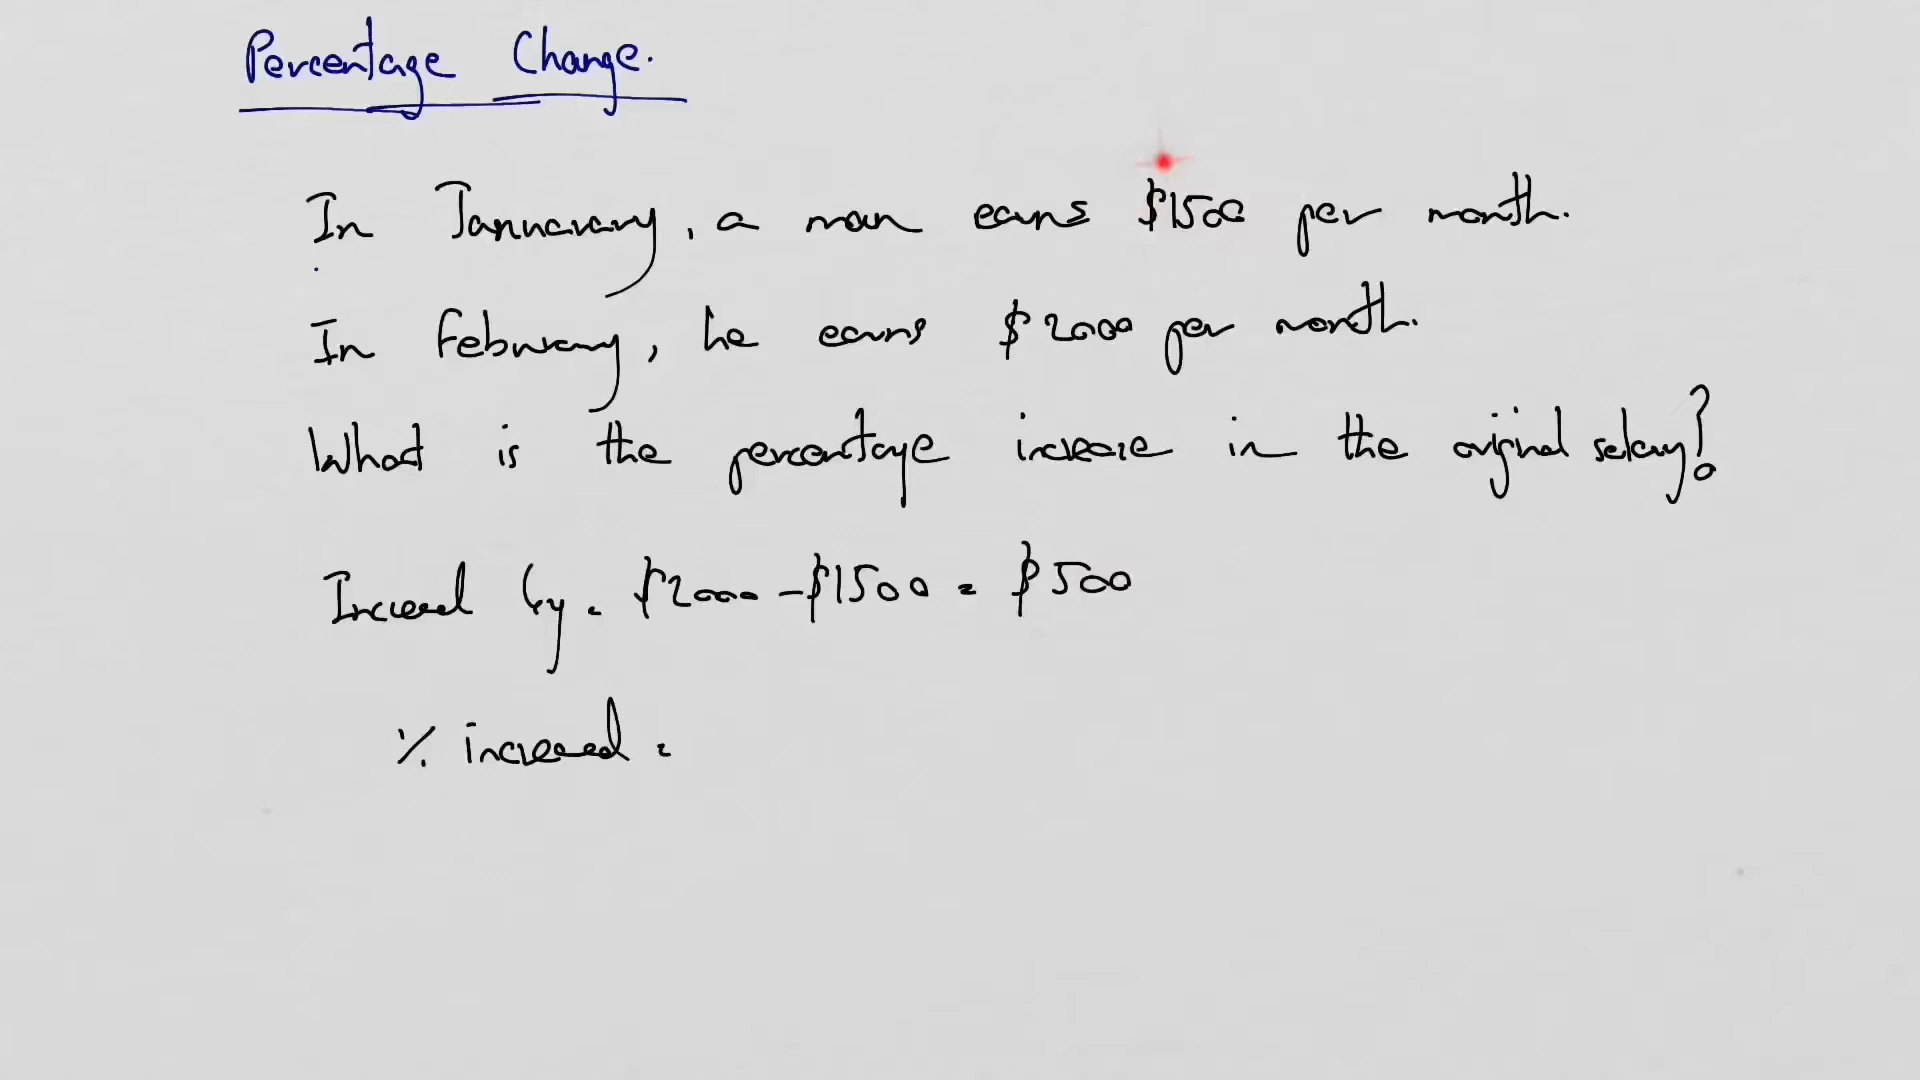 Percentage Change.
In Jannuarary, a man earns $1500 per month.
In February, he earns $2000 per month.
What is the percentage increase in the original salary?
Increased by = $2000 - $1500 = $500
% increased =